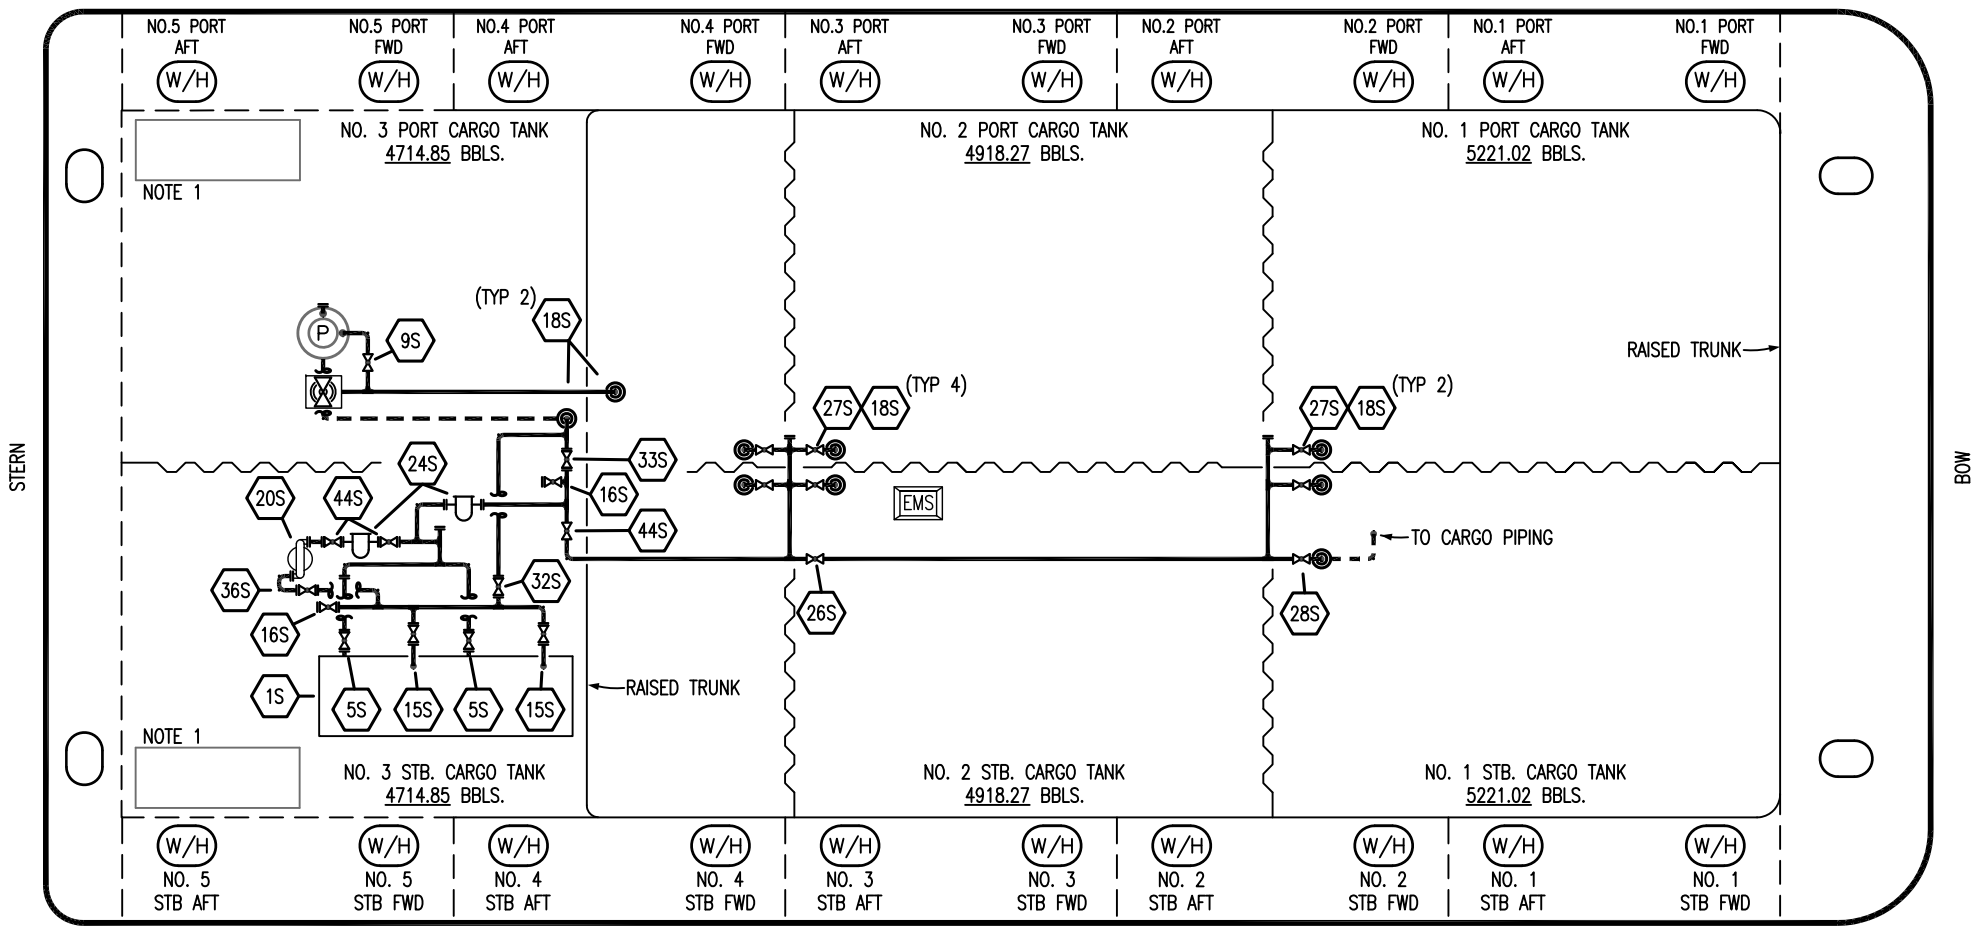 NO.5 PORT
AFT
W/H
NO.5 PORT
FWD
W/H
NO.4 PORT
AFT
W/H
NO.4 PORT
FWD
W/H
NO.3 PORT
AFT
W/H
NO.3 PORT
FWD
W/H
NO.2 PORT
AFT
W/H
NO.2 PORT
FWD
W/H
NO.1 PORT
AFT
W/H
NO.1 PORT
FWD
W/H
NO. 3 PORT CARGO TANK
4714.85 BBLS.
NO. 2 PORT CARGO TANK
4918.27 BBLS.
NO. 1 PORT CARGO TANK
5221.02 BBLS.
NOTE 1
(TYP 2)
18S
P
9S
RAISED TRUNK
27S
18S
(TYP 4)
27S
18S
(TYP 2)
STERN
BOW
24S
33S
20S
44S
16S
EMS
44S
TO CARGO PIPING
36S
32S
16S
26S
28S
1S
5S
15S
5S
15S
RAISED TRUNK
NOTE 1
NO. 3 STB. CARGO TANK
4714.85 BBLS.
NO. 2 STB. CARGO TANK
4918.27 BBLS.
NO. 1 STB. CARGO TANK
5221.02 BBLS.
W/H
NO. 5
STB AFT
W/H
NO. 5
STB FWD
W/H
NO. 4
STB AFT
W/H
NO. 4
STB FWD
W/H
NO. 3
STB AFT
W/H
NO. 3
STB FWD
W/H
NO. 2
STB AFT
W/H
NO. 2
STB FWD
W/H
NO. 1
STB AFT
W/H
NO. 1
STB FWD